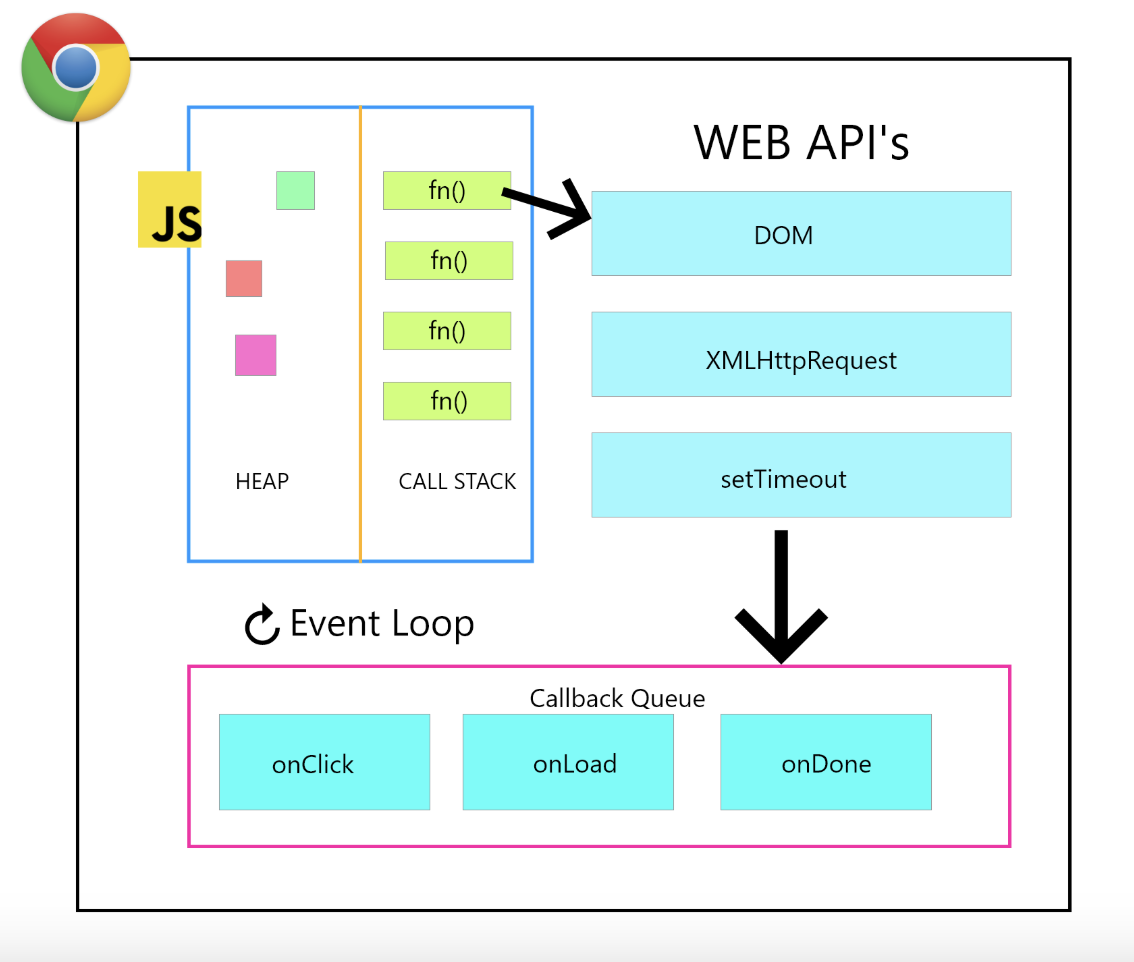 WEB API's
JS
fn()
fn()
fn()
fn()
HEAP
CALL STACK
DOM
XMLHttpRequest
setTimeout
Event Loop
Callback Queue
onClick
onLoad
onDone